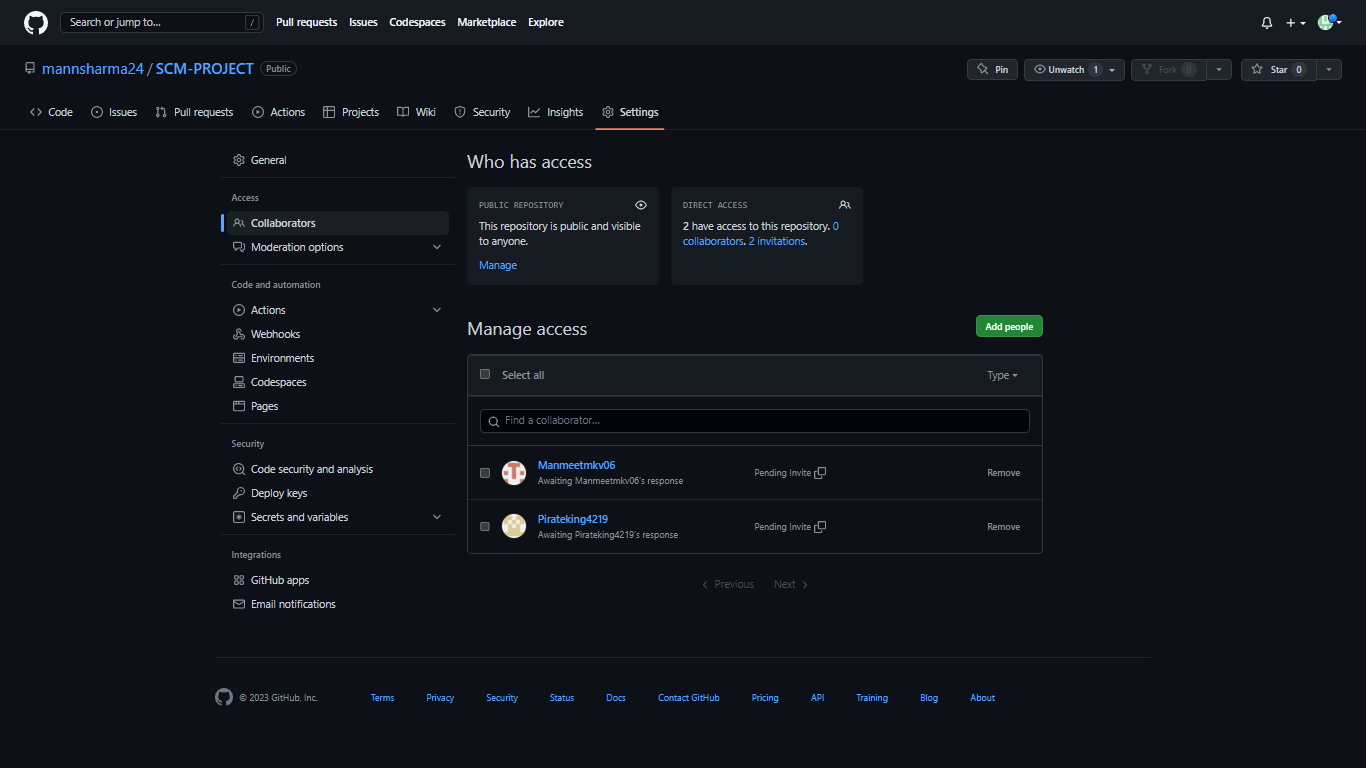 Search or jump to... /
Pull requests Issues Codespaces Marketplace Explore
mannsharma24 / SCM-PROJECT Public
Pin Unwatch 1 Fork 0 Star 0
Code Issues Pull requests Actions Projects Wiki Security Insights Settings
General
Access
Collaborators
Moderation options
Code and automation
Actions
Webhooks
Environments
Codespaces
Pages
Security
Code security and analysis
Deploy keys
Secrets and variables
Integrations
GitHub apps
Email notifications
Who has access
PUBLIC REPOSITORY
This repository is public and visible
to anyone.
Manage
DIRECT ACCESS
2 have access to this repository. 0
collaborators. 2 invitations.
Manage access
Add people
Select all Type
Find a collaborator...
Manmeetmkv06
Awaiting Manmeetmkv06's response
Pending Invite
Remove
Pirateking4219
Awaiting Pirateking4219's response
Pending Invite
Remove
Previous Next
© 2023 GitHub, Inc. Terms Privacy Security Status Docs Contact GitHub Pricing API Training Blog About